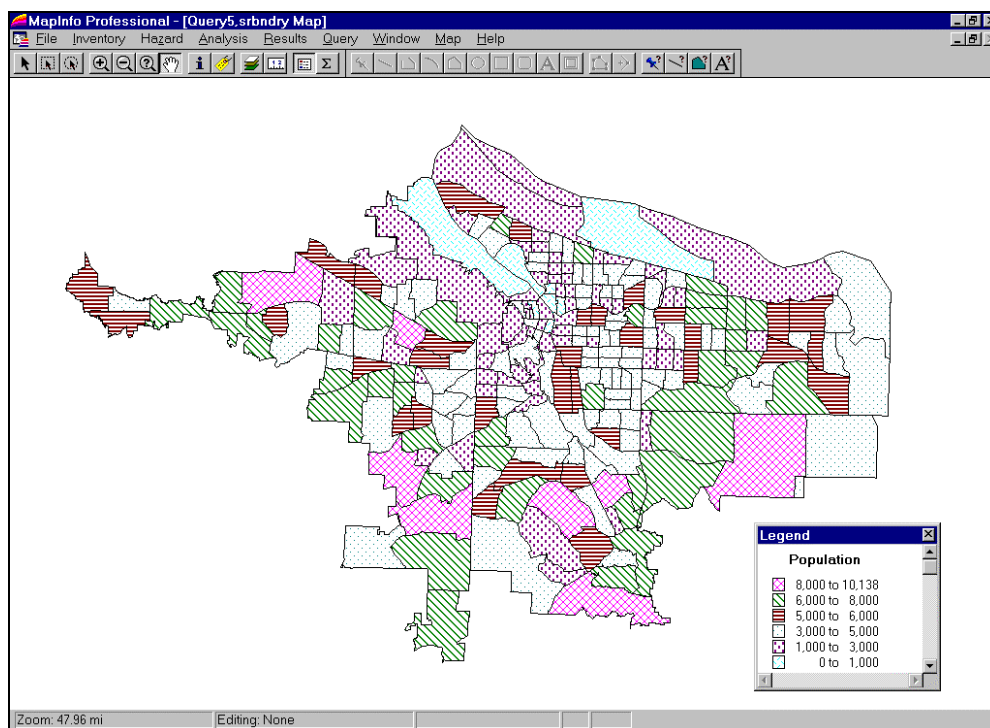 MapInfo Professional - [Query5,srbndry Map]
File Inventory Hazard Analysis Results Query Window Map Help
Legend
Population
8,000 to 10,138
6,000 to 8,000
5,000 to 6,000
3,000 to 5,000
1,000 to 3,000
0 to 1,000
Zoom: 47.96 mi Editing: None